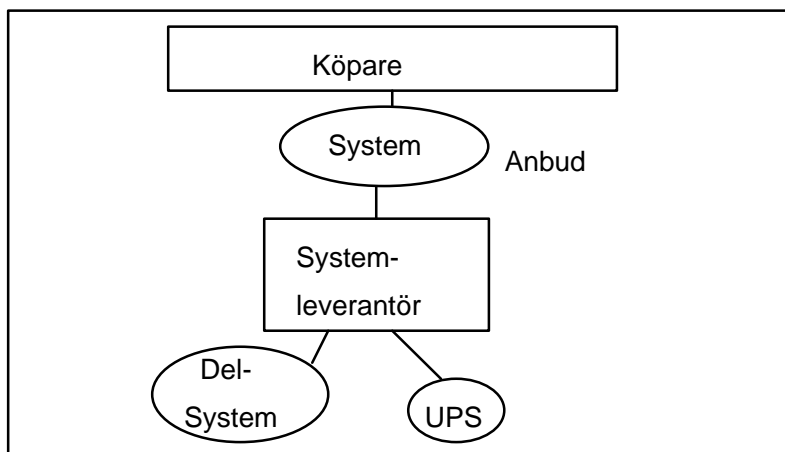 Köpare
System
Anbud
System-
leverantör
Del-
System
UPS